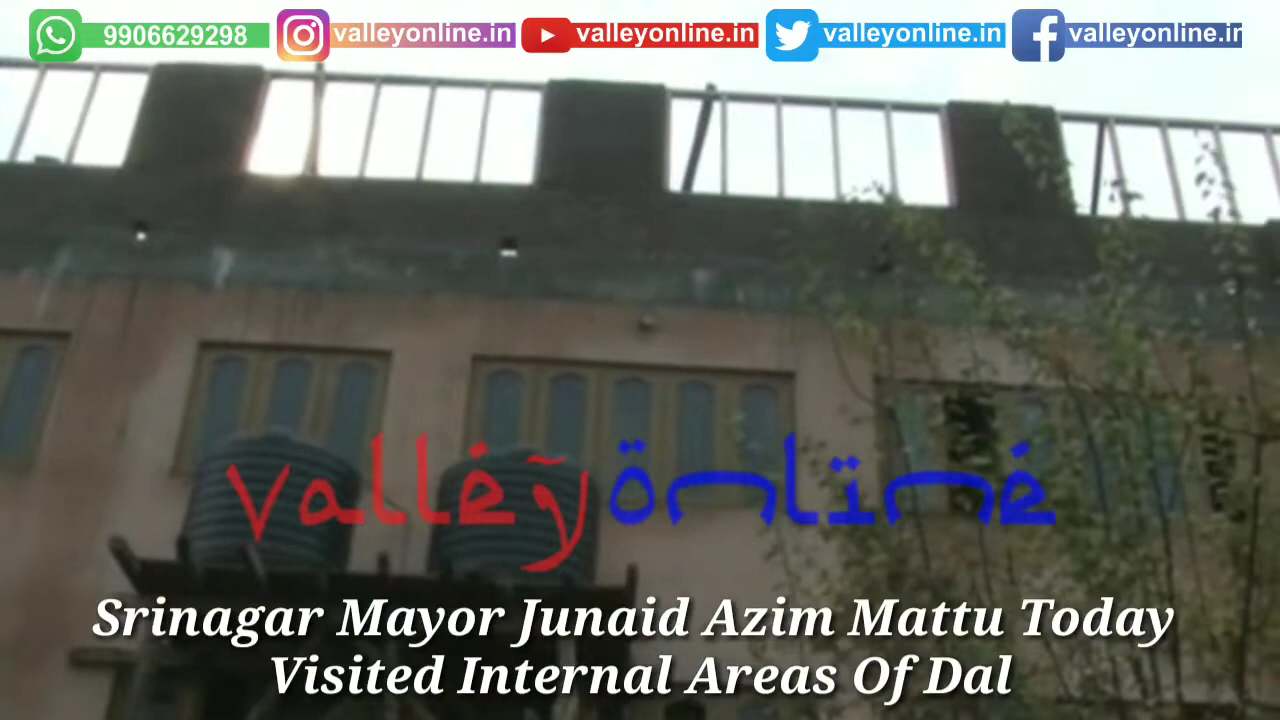 9906629298 valleyonline.in valleyonline.in valleyonline.in valleyonline.in
valleyonline
Srinagar Mayor Junaid Azim Mattu Today
Visited Internal Areas Of Dal